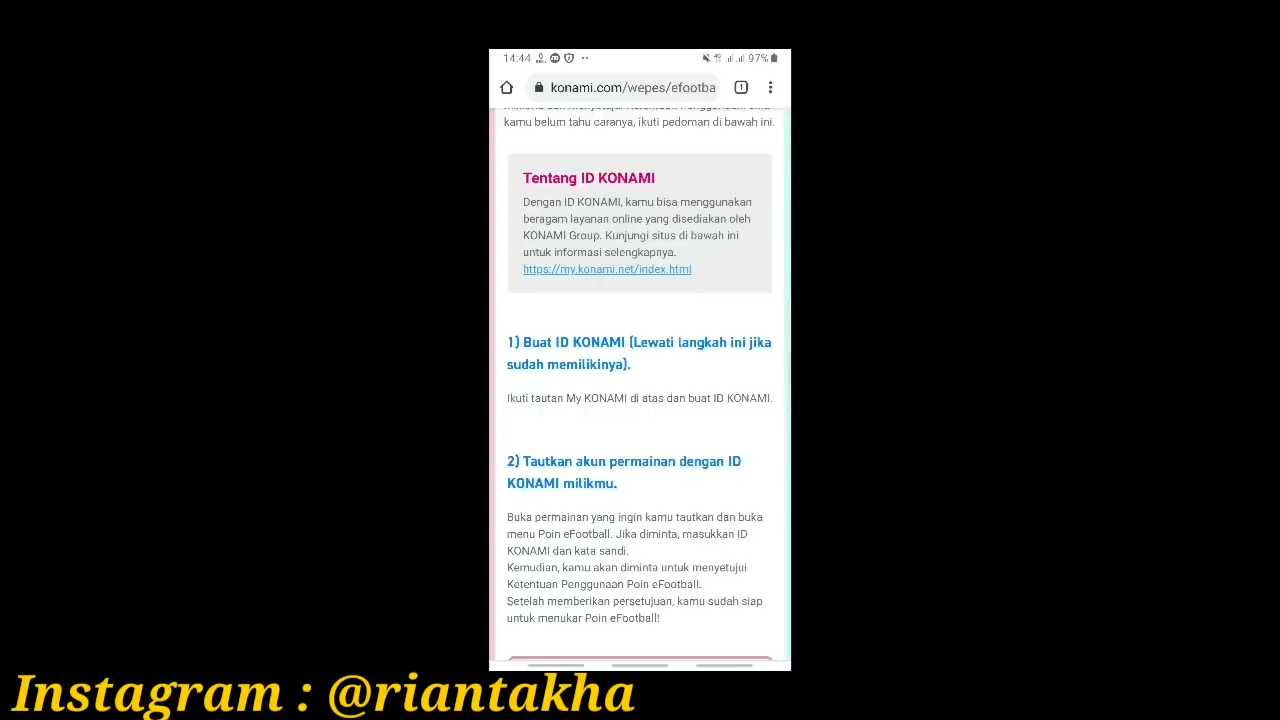 14:44
97%
konami.com/wepes/efootba
1
kamu belum tahu caranya, ikuti pedoman di bawah ini.
Tentang ID KONAMI
Dengan ID KONAMI, kamu bisa menggunakan
beragam layanan online yang disediakan oleh
KONAMI Group. Kunjungi situs di bawah ini
untuk informasi selengkapnya.
https://my.konami.net/index.html
1) Buat ID KONAMI (Lewati langkah ini jika
sudah memilikinya).
Ikuti tautan My KONAMI di atas dan buat ID KONAMI.
2) Tautkan akun permainan dengan ID
KONAMI milikmu.
Buka permainan yang ingin kamu tautkan dan buka
menu Poin eFootball. Jika diminta, masukkan ID
KONAMI dan kata sandi.
Kemudian, kamu akan diminta untuk menyetujui
Ketentuan Penggunaan Poin eFootball.
Setelah memberikan persetujuan, kamu sudah siap
untuk menukar Poin eFootball!
Instagram : @riantakha